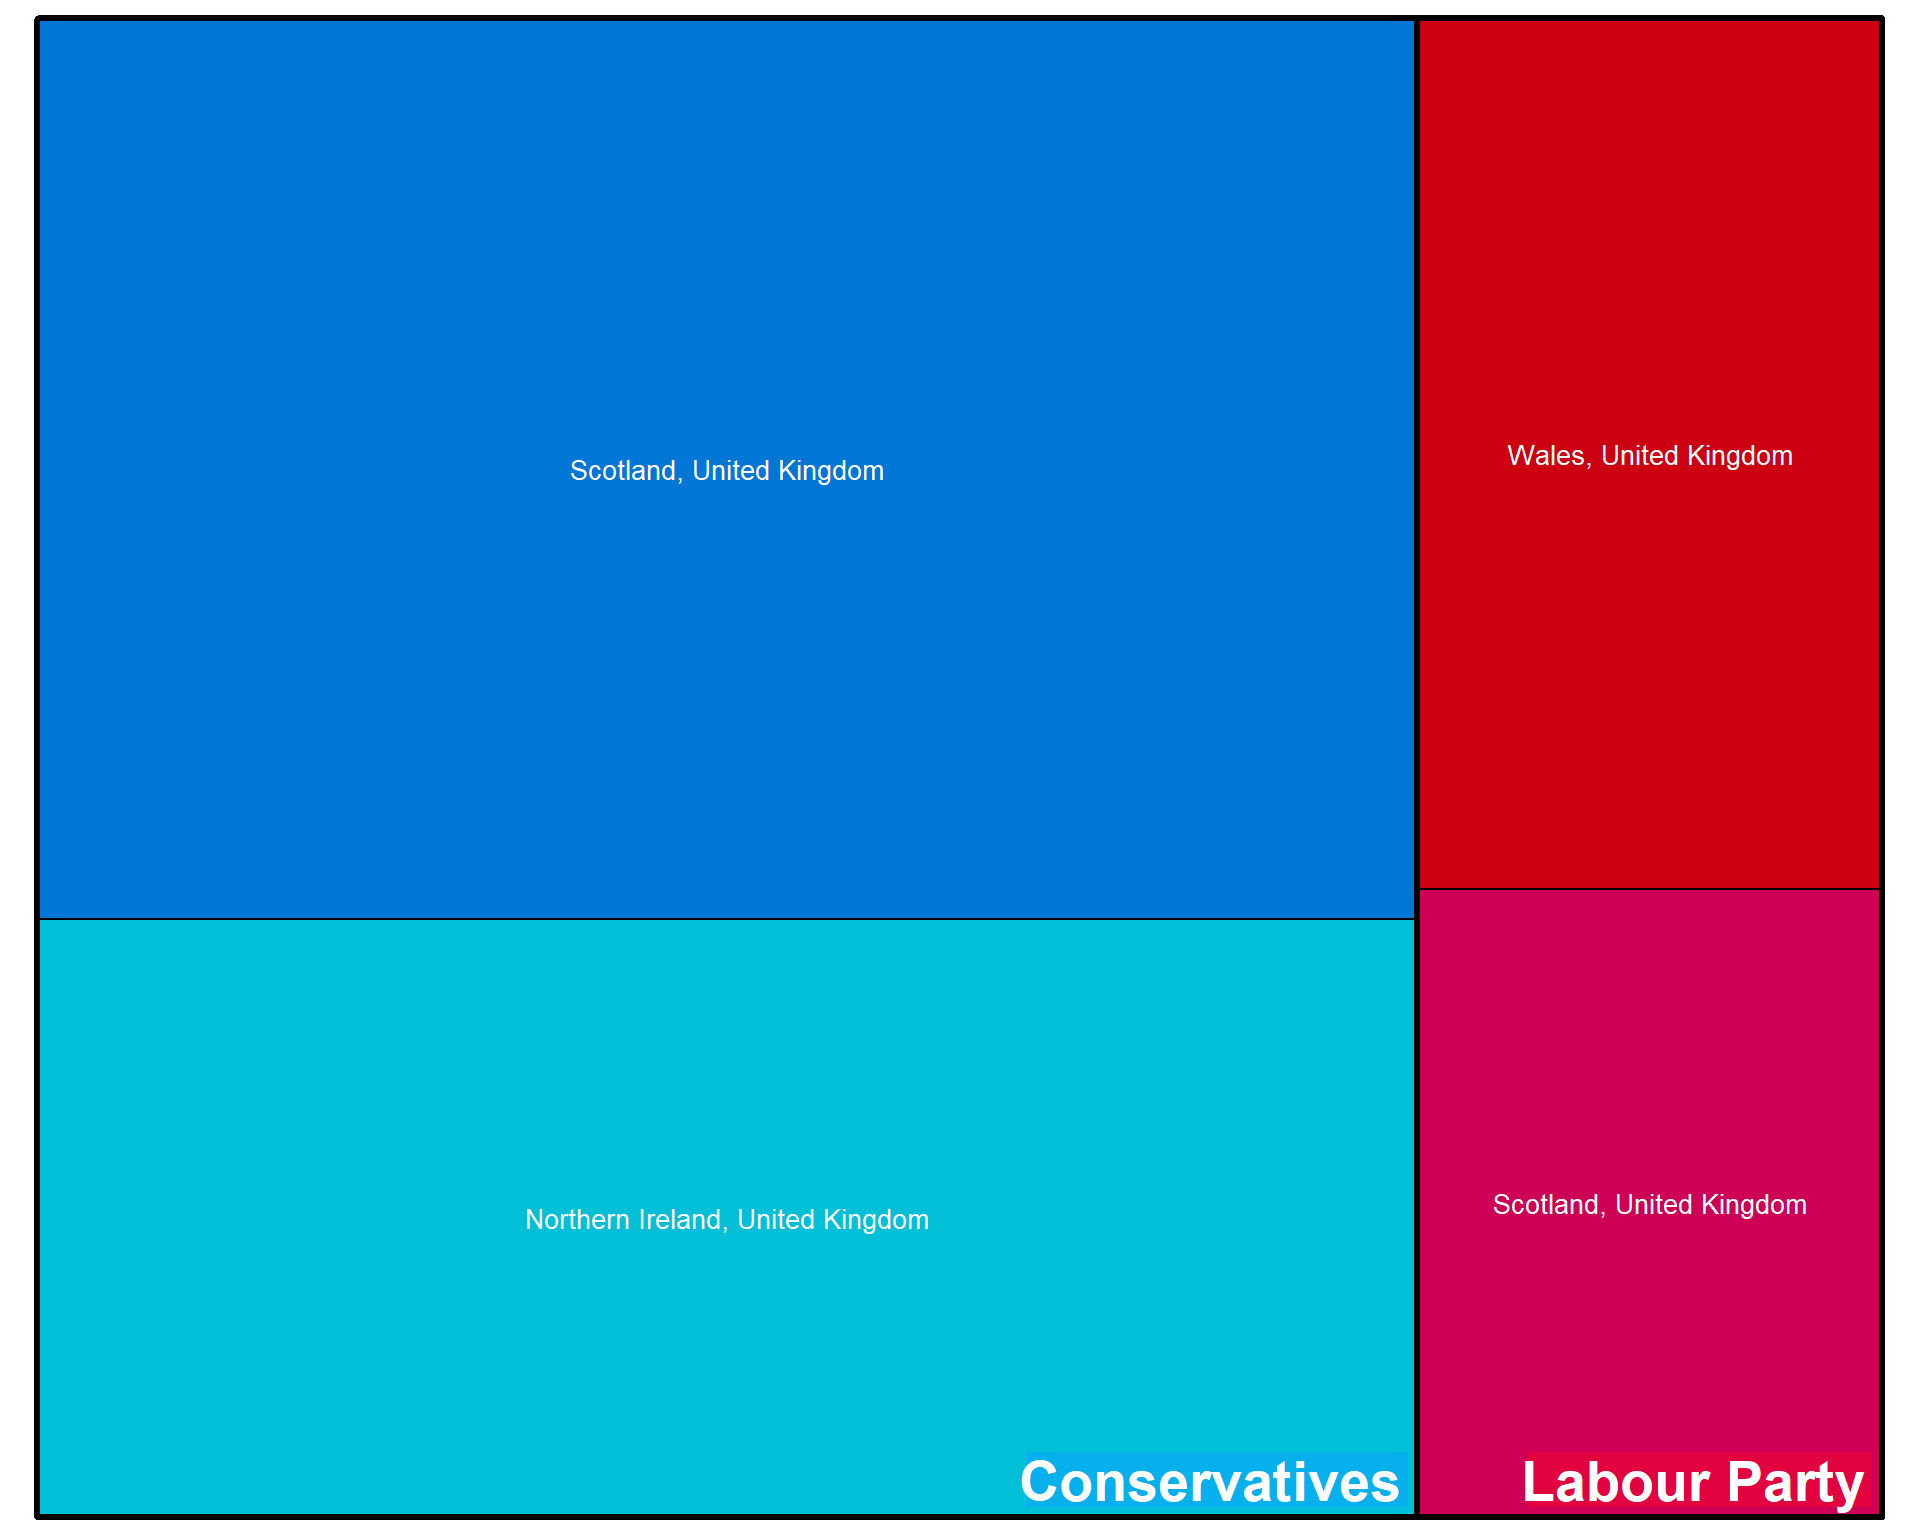 Scotland, United Kingdom
Northern Ireland, United Kingdom
Conservatives
Wales, United Kingdom
Scotland, United Kingdom
Labour Party